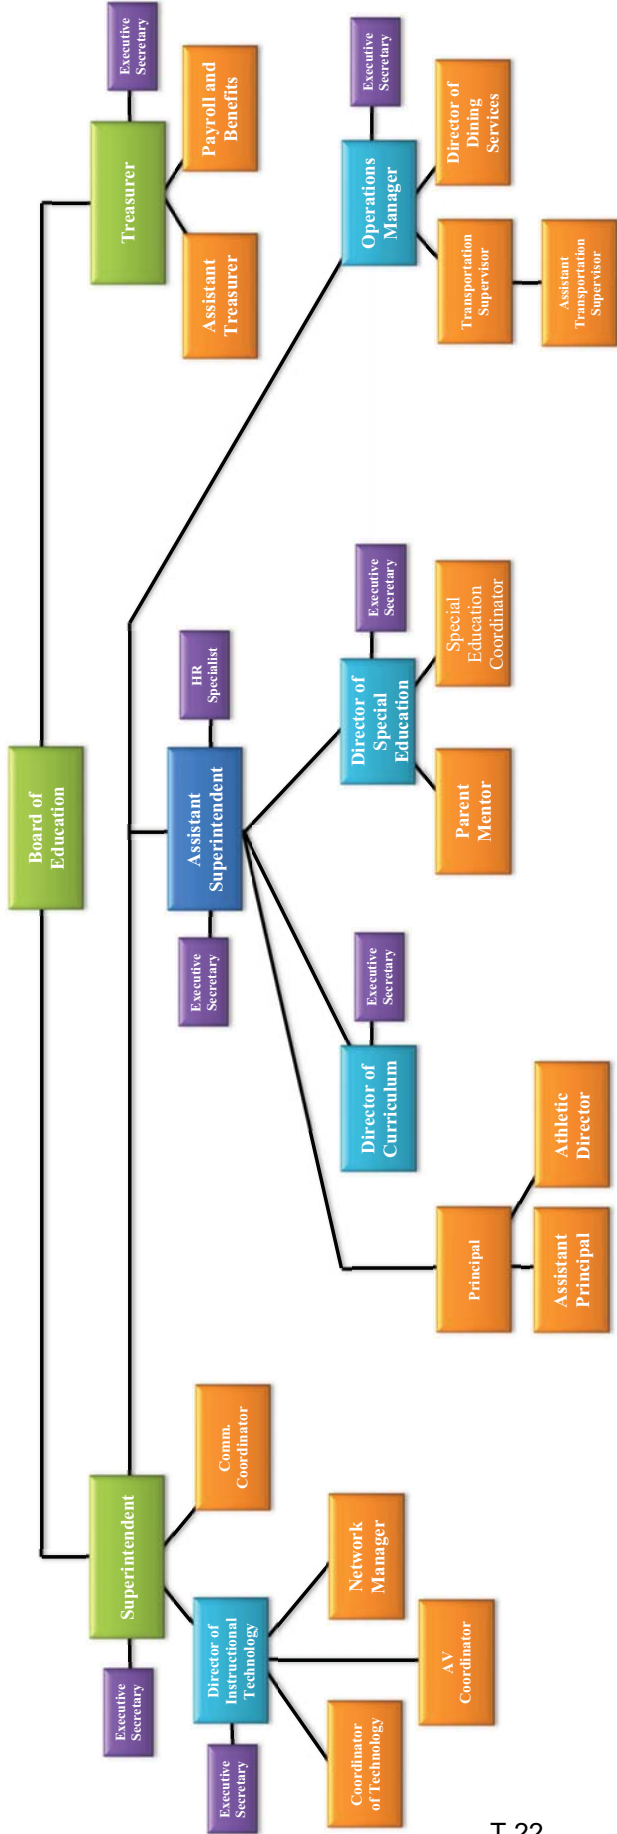 Board of
Education
Superintendent
Executive
Secretary
Treasurer
Executive
Secretary
Comm.
Coordinator
Director of
Instructional
Technology
Executive
Secretary
Coordinator
of Technology
AV
Coordinator
Network
Manager
Assistant
Superintendent
Executive
Secretary
HR
Specialist
Assistant
Treasurer
Payroll and
Benefits
Principal
Assistant
Principal
Athletic
Director
Director of
Curriculum
Executive
Secretary
Director of
Special
Education
Executive
Secretary
Parent
Mentor
Special
Education
Coordinator
Operations
Manager
Executive
Secretary
Transportation
Supervisor
Assistant
Transportation
Supervisor
Director of
Dining
Services
T 22